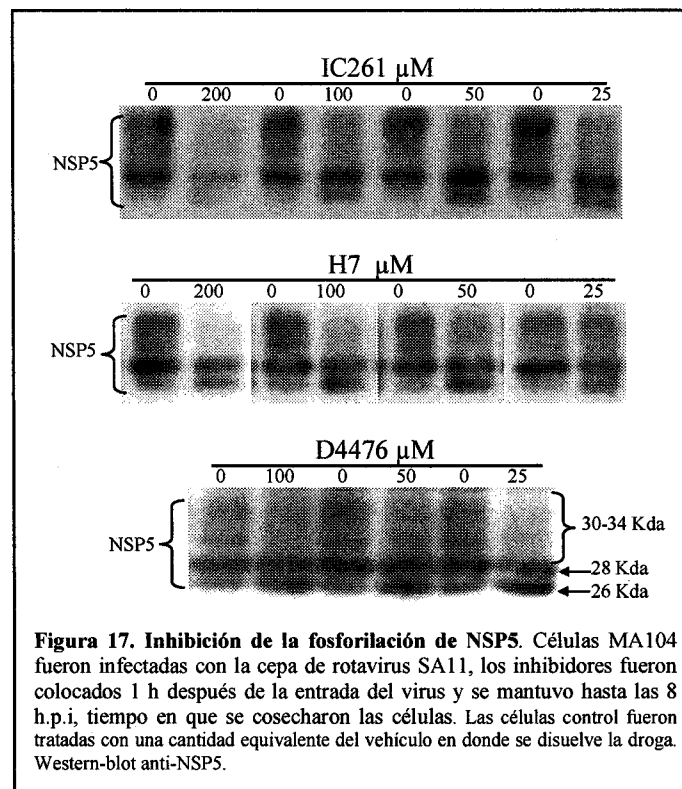 IC261 µM
0 200 0 100 0 50 0 25
NSP5
H7 µM
0 200 0 100 0 50 0 25
NSP5
D4476 µM
0 100 0 50 0 25
NSP5
30-34 Kda
28 Kda
26 Kda
Figura 17. Inhibición de la fosforilación de NSP5. Células MA104
fueron infectadas con la cepa de rotavirus SA11, los inhibidores fueron
colocados 1 h después de la entrada del virus y se mantuvo hasta las 8
h.p.i, tiempo en que se cosecharon las células. Las células control fueron
tratadas con una cantidad equivalente del vehículo en donde se disuelve la droga.
Western-blot anti-NSP5.